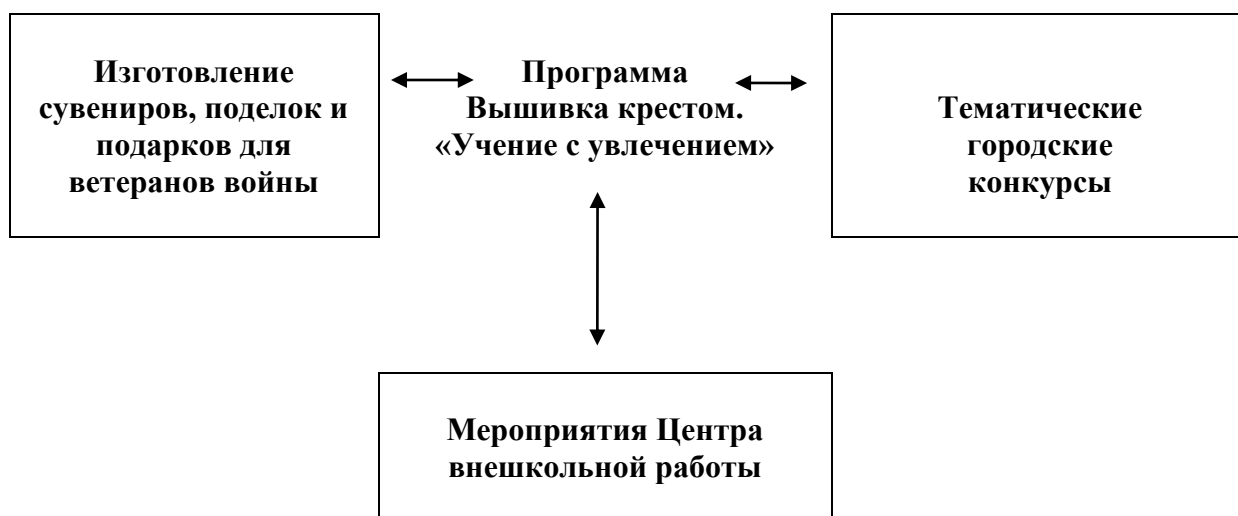 Изготовление
сувениров, поделок и
подарков для
ветеранов войны
Программа
Вышивка крестом.
«Учение с увлечением»
Тематические
городские
конкурсы
Мероприятия Центра
внешкольной работы